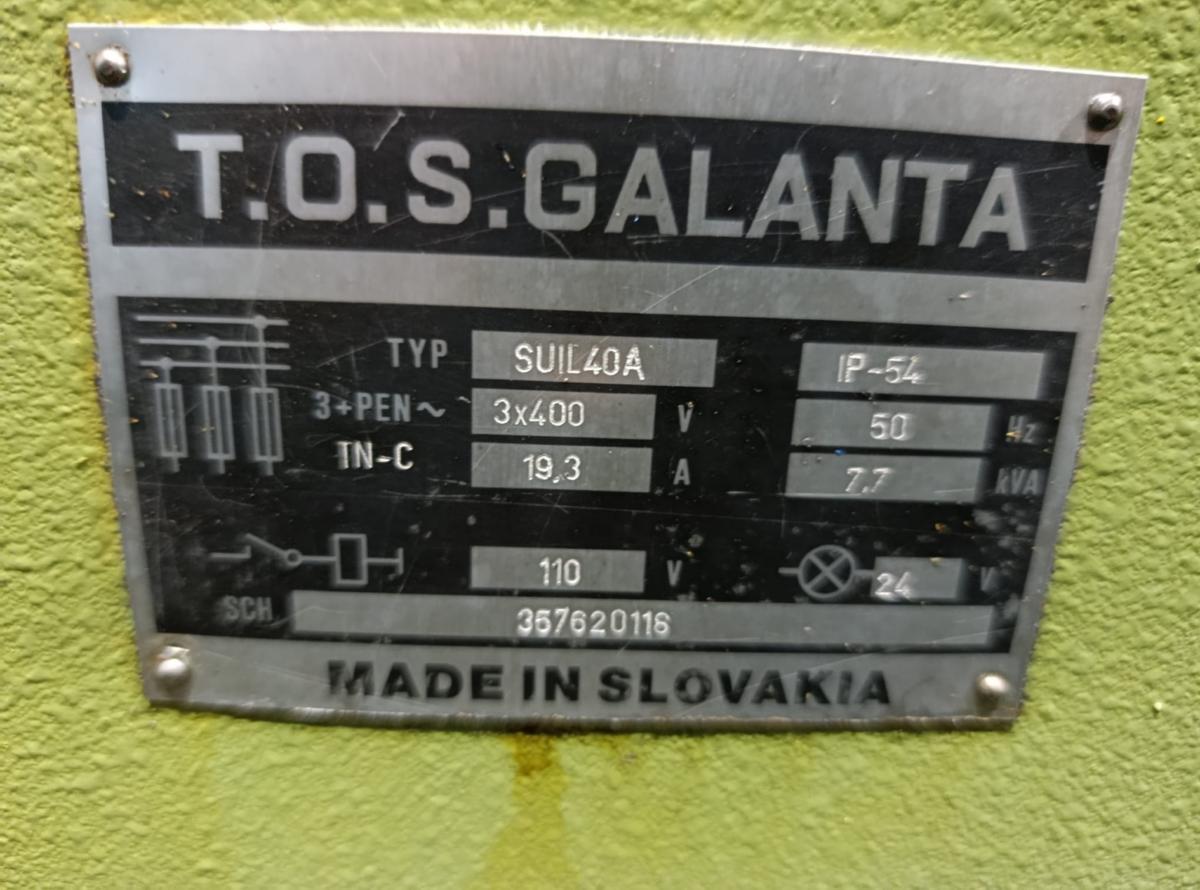 T.O.S.GALANTA
TYP SUIL40A IP-54
3+PEN~ 3x400 V 50 Hz
TN-C 19,3 A 7,7 kVA
110 V 24 V
SCH 357620116
MADE IN SLOVAKIA